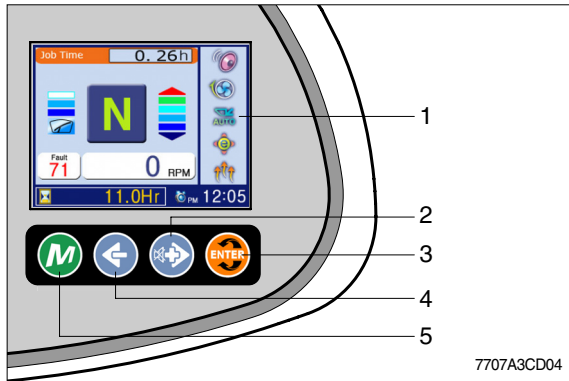 Job Time 0. 26h
AUTO
N
e
Fault
71
0 RPM
11.0Hr PM 12:05
M
ENTER
1
2
3
4
5
7707A3CD04